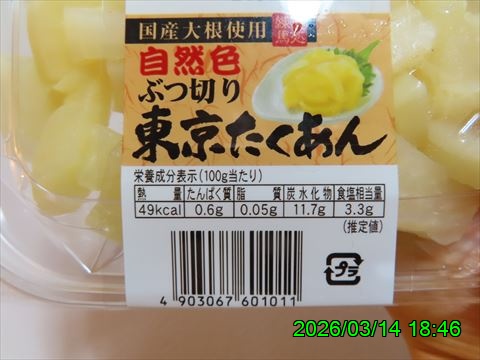 国産大根使用
自然色
ぶつ切り
東京たくあん
栄養成分表示(100g当たり)
熱量 たんぱく質 脂質 炭水化物 食塩相当量
49kcal 0.6g 0.05g 11.7g 3.3g
(推定値)
プラ
4 903067 601011
2026/03/14 18:46